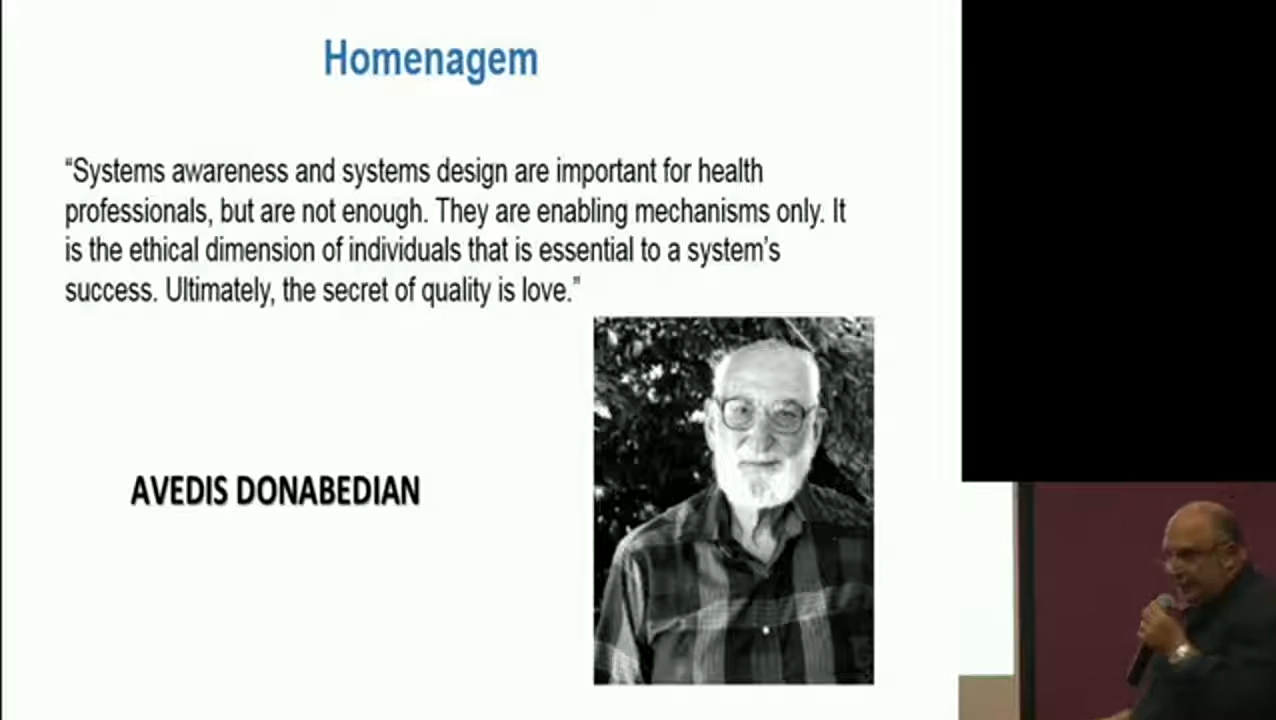 Homenagem
“Systems awareness and systems design are important for health
professionals, but are not enough. They are enabling mechanisms only. It
is the ethical dimension of individuals that is essential to a system’s
success. Ultimately, the secret of quality is love.”
AVEDIS DONABEDIAN